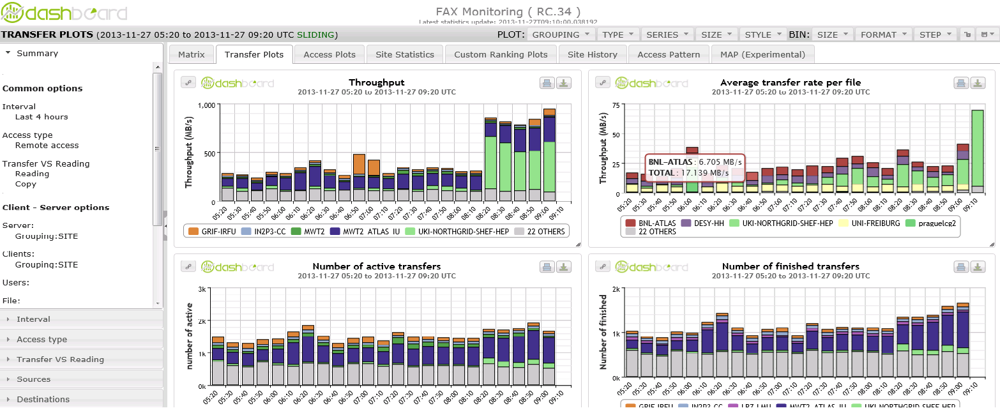 dashboard
FAX Monitoring ( RC.34 )
Latest statistics update: 2013-11-27T09:10:00.038192
TRANSFER PLOTS (2013-11-27 05:20 to 2013-11-27 09:20 UTC SLIDING)
PLOT: GROUPING TYPE SERIES SIZE STYLE BIN: SIZE FORMAT STEP
Summary
Common options
Interval
Last 4 hours
Access type
Remote access
Transfer VS Reading
Reading
Copy
Client - Server options
Server:
Grouping:SITE
Clients:
Grouping:SITE
Users:
File:
Interval
Access type
Transfer VS Reading
Sources
Destinations
Matrix Transfer Plots Access Plots Site Statistics Custom Ranking Plots Site History Access Pattern MAP (Experimental)
dashboard
Throughput
2013-11-27 05:20 to 2013-11-27 09:20 UTC
Throughput (MB/s)
1,000
500
0
05:20 05:30 05:40 05:50 06:00 06:10 06:20 06:30 06:40 06:50 07:00 07:10 07:20 07:30 07:40 07:50 08:00 08:10 08:20 08:30 08:40 08:50 09:00 09:10
GRIF-IRFU IN2P3-CC MWT2 MWT2_ATLAS_IU UKI-NORTHGRID-SHEF-HEP 22 OTHERS
dashboard
Average transfer rate per file
2013-11-27 05:20 to 2013-11-27 09:20 UTC
Throughput (MB/s)
75
50
25
0
BNL-ATLAS : 6.705 MB/s
TOTAL : 17.139 MB/s
05:20 05:30 05:40 05:50 06:00 06:10 06:20 06:30 06:40 06:50 07:00 07:10 07:20 07:30 07:40 07:50 08:00 08:10 08:20 08:30 08:40 08:50 09:00 09:10
BNL-ATLAS DESY-HH UKI-NORTHGRID-SHEF-HEP UNI-FREIBURG praguelcg2
22 OTHERS
dashboard
Number of active transfers
2013-11-27 05:20 to 2013-11-27 09:20 UTC
number of active
3k
2k
1k
0k
05:20 05:30 05:40 05:50 06:00 06:10 06:20 06:30 06:40 06:50 07:00 07:10 07:20 07:30 07:40 07:50 08:00 08:10 08:20 08:30 08:40 08:50 09:00 09:10
dashboard
Number of finished transfers
2013-11-27 05:20 to 2013-11-27 09:20 UTC
Number of finished
2k
1k
0k
05:20 05:30 05:40 05:50 06:00 06:10 06:20 06:30 06:40 06:50 07:00 07:10 07:20 07:30 07:40 07:50 08:00 08:10 08:20 08:30 08:40 08:50 09:00 09:10
GRIF-IRFU IN2P3-CC LRZ-LMU MWT2_ATLAS_IU UKI-NORTHGRID-SHEF-HEP